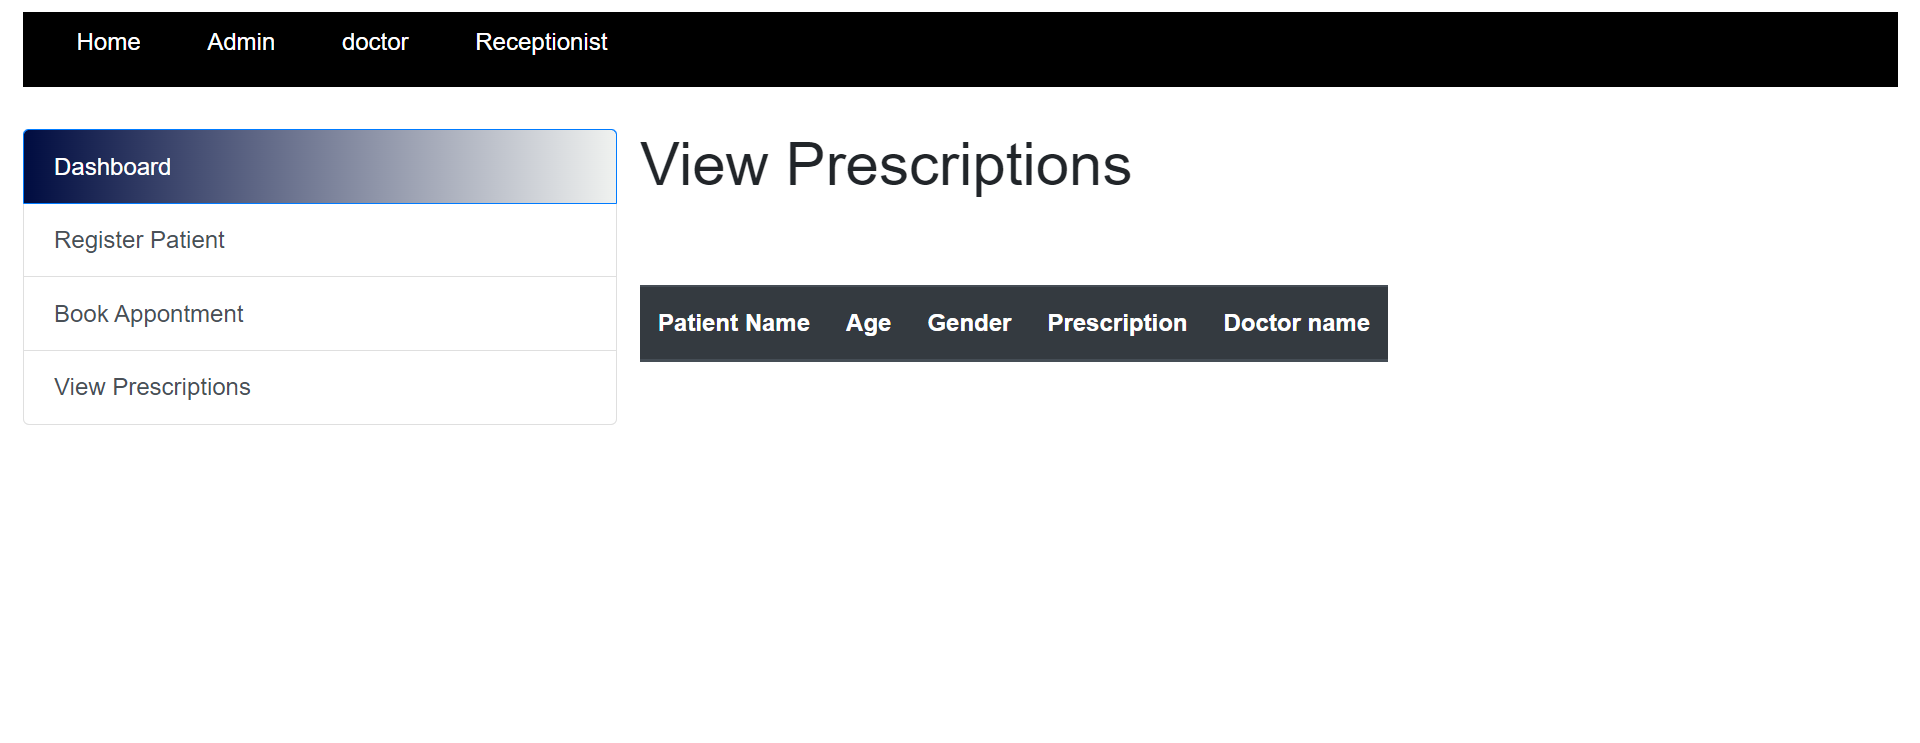 Home Admin doctor Receptionist
Dashboard
Register Patient
Book Appontment
View Prescriptions
View Prescriptions
Patient Name Age Gender Prescription Doctor name